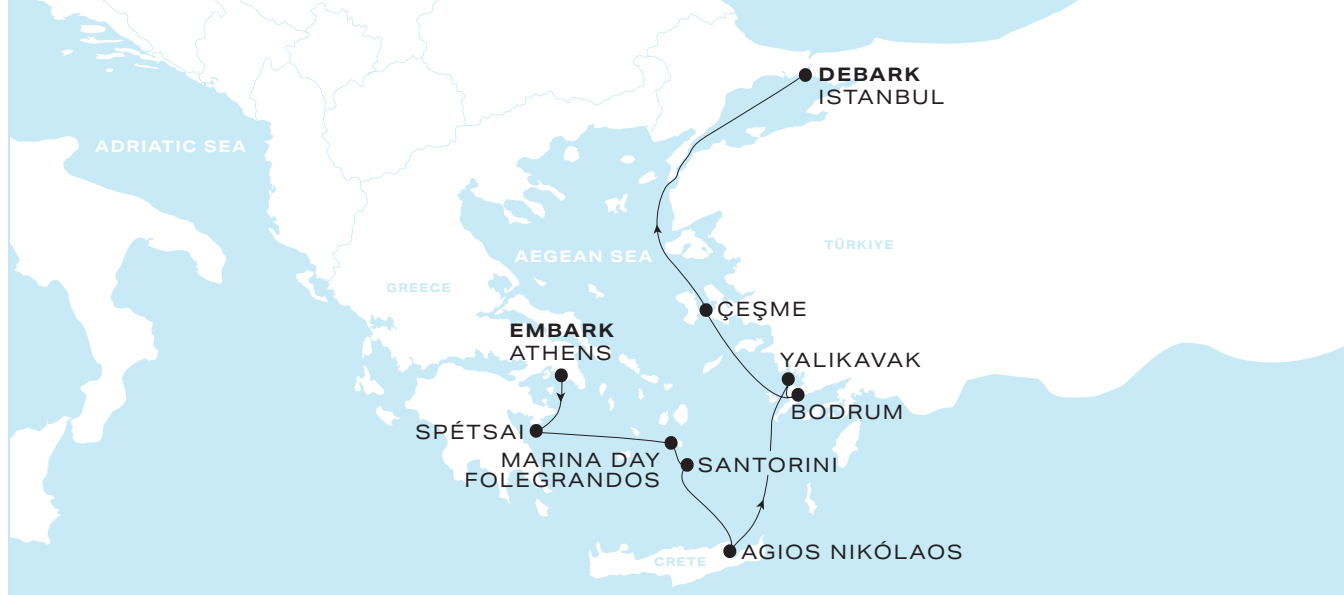 DEBARK
ISTANBUL
ADRIATIC SEA
TÜRKIYE
AEGEAN SEA
GREECE
ÇEŞME
EMBARK
ATHENS
YALIKAVAK
BODRUM
SPÉTSAI
MARINA DAY
FOLEGRANDOS
SANTORINI
AGIOS NIKÓLAOS
CRETE